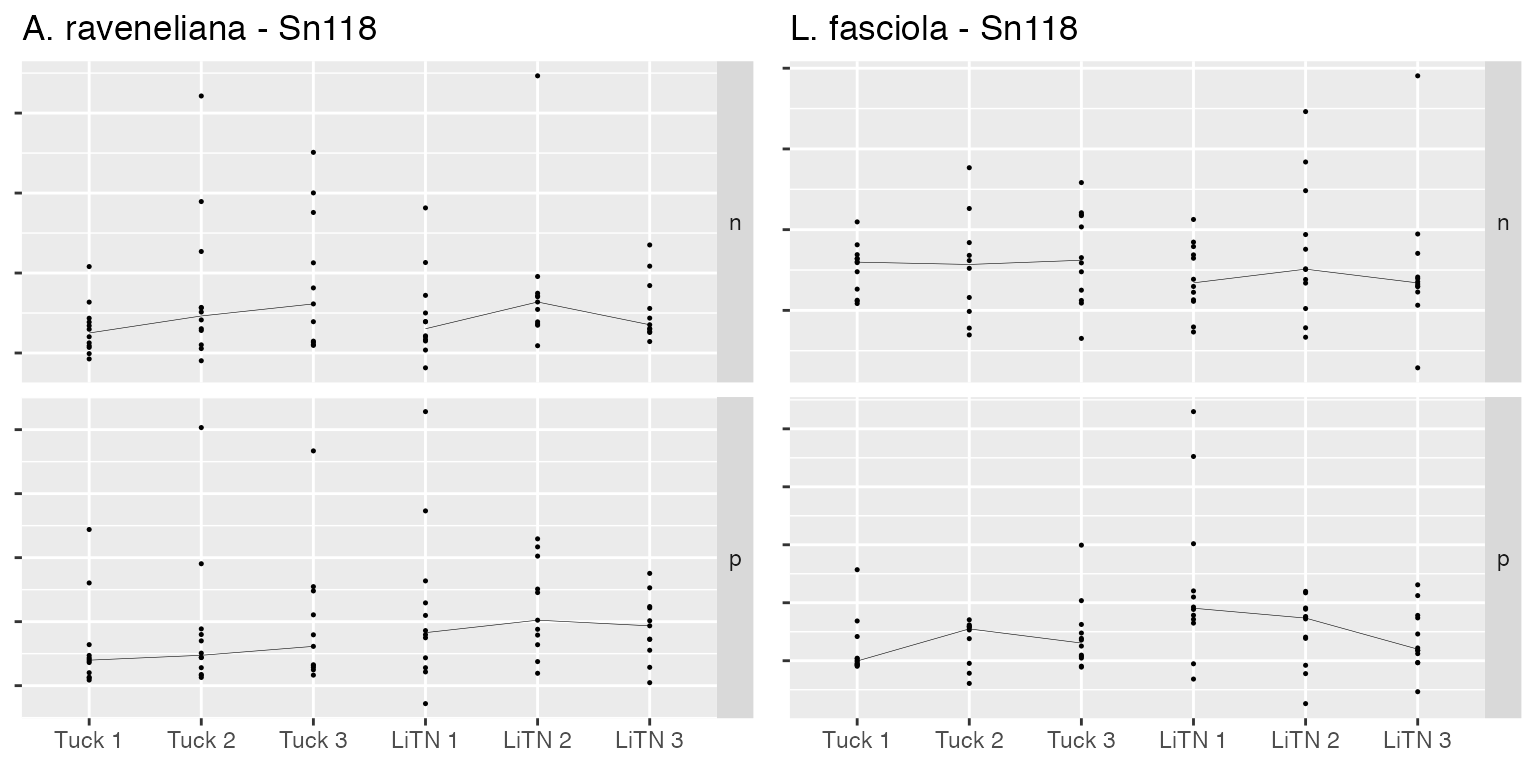 A. raveneliana - Sn118
L. fasciola - Sn118
n
n
p
p
Tuck 1 Tuck 2 Tuck 3 LiTN 1 LiTN 2 LiTN 3
Tuck 1 Tuck 2 Tuck 3 LiTN 1 LiTN 2 LiTN 3